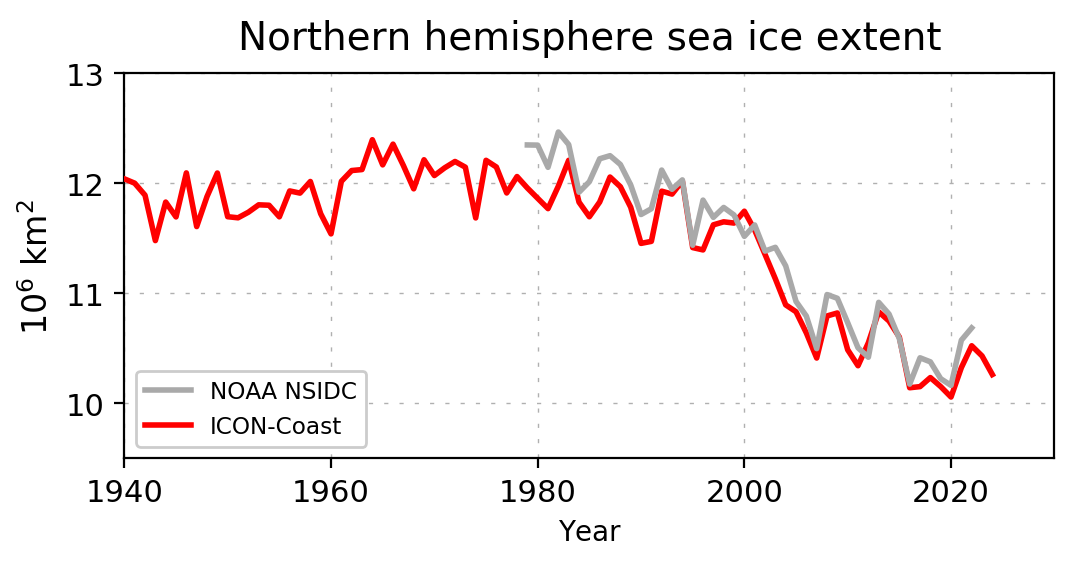 Northern hemisphere sea ice extent
13
12
11
10
10⁶ km²
NOAA NSIDC
ICON-Coast
1940 1960 1980 2000 2020
Year